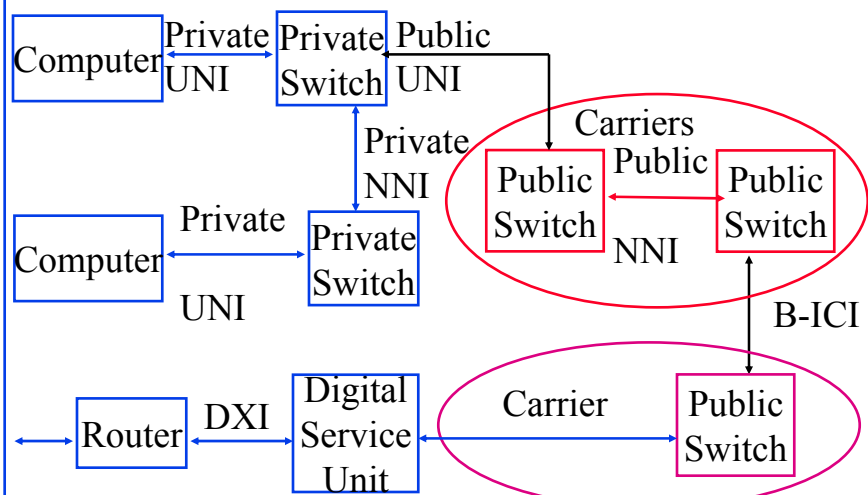 Computer
Private
UNI
Private
Switch
Public
UNI
Private
NNI
Carriers
Public
Switch
Public
NNI
Public
Switch
Computer
Private
UNI
Private
Switch
B-ICI
Router
DXI
Digital
Service
Unit
Carrier
Public
Switch